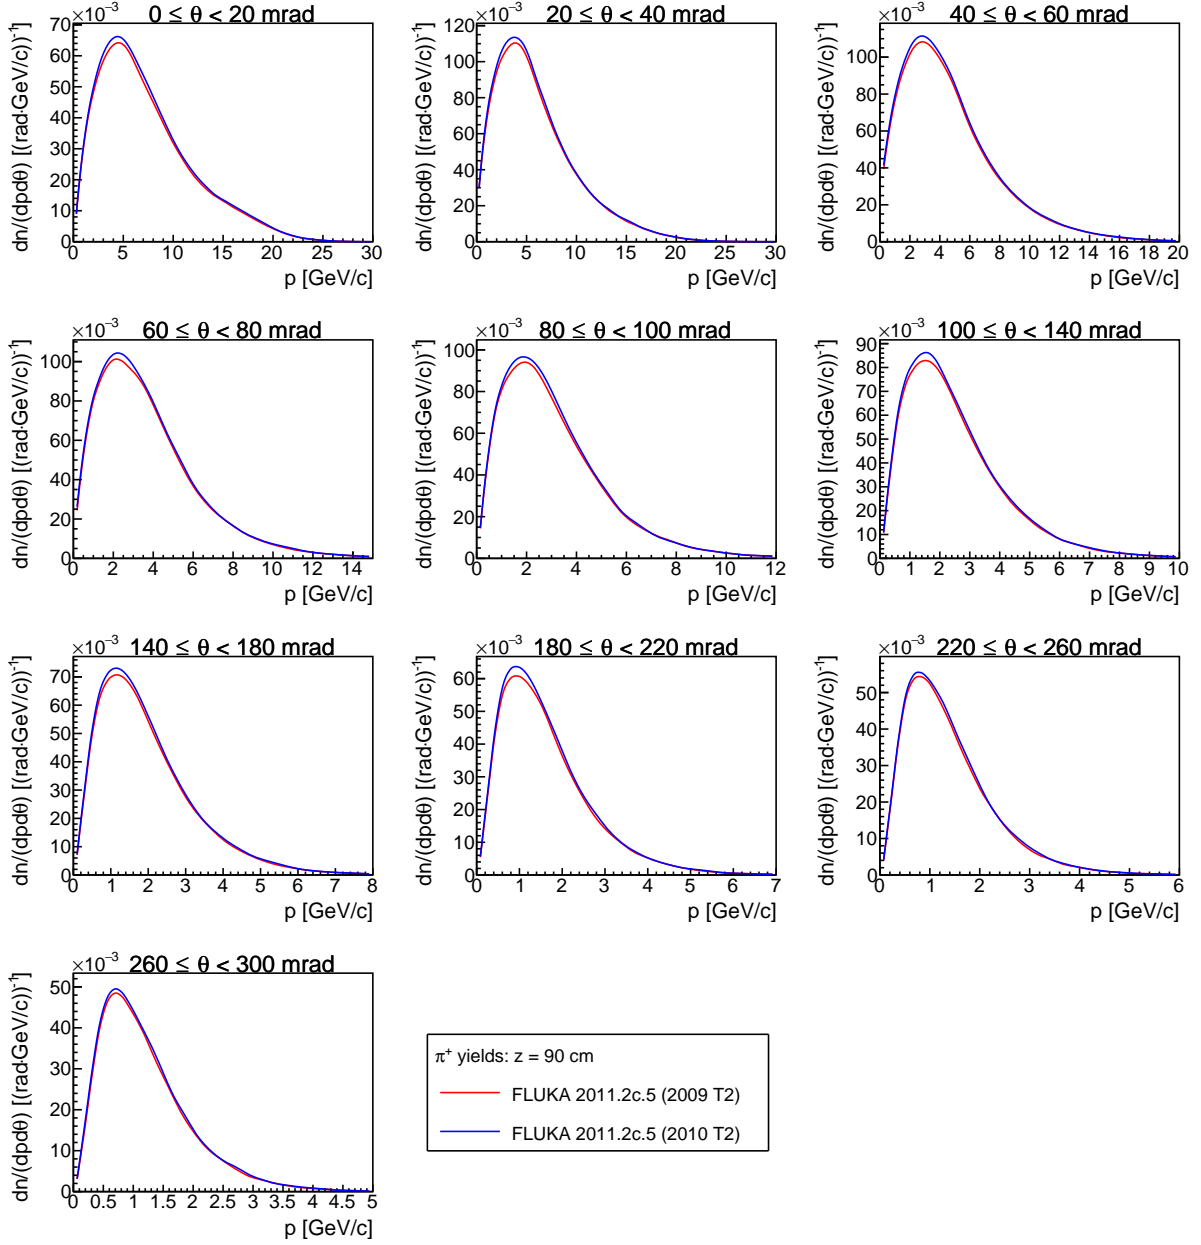 0 ≤ θ < 20 mrad
×10⁻³
dn/(dpdθ) [(rad·GeV/c))⁻¹]
70
60
50
40
30
20
10
0
0 5 10 15 20 25 30
p [GeV/c]
20 ≤ θ < 40 mrad
×10⁻³
dn/(dpdθ) [(rad·GeV/c))⁻¹]
120
100
80
60
40
20
0
0 5 10 15 20 25 30
p [GeV/c]
40 ≤ θ < 60 mrad
×10⁻³
dn/(dpdθ) [(rad·GeV/c))⁻¹]
100
80
60
40
20
0
0 2 4 6 8 10 12 14 16 18 20
p [GeV/c]
60 ≤ θ < 80 mrad
×10⁻³
dn/(dpdθ) [(rad·GeV/c))⁻¹]
100
80
60
40
20
0
0 2 4 6 8 10 12 14
p [GeV/c]
80 ≤ θ < 100 mrad
×10⁻³
dn/(dpdθ) [(rad·GeV/c))⁻¹]
100
80
60
40
20
0
0 2 4 6 8 10 12
p [GeV/c]
100 ≤ θ < 140 mrad
×10⁻³
dn/(dpdθ) [(rad·GeV/c))⁻¹]
90
80
70
60
50
40
30
20
10
0
0 1 2 3 4 5 6 7 8 9 10
p [GeV/c]
140 ≤ θ < 180 mrad
×10⁻³
dn/(dpdθ) [(rad·GeV/c))⁻¹]
70
60
50
40
30
20
10
0
0 1 2 3 4 5 6 7 8
p [GeV/c]
180 ≤ θ < 220 mrad
×10⁻³
dn/(dpdθ) [(rad·GeV/c))⁻¹]
60
50
40
30
20
10
0
0 1 2 3 4 5 6 7
p [GeV/c]
220 ≤ θ < 260 mrad
×10⁻³
dn/(dpdθ) [(rad·GeV/c))⁻¹]
50
40
30
20
10
0
0 1 2 3 4 5 6
p [GeV/c]
260 ≤ θ < 300 mrad
×10⁻³
dn/(dpdθ) [(rad·GeV/c))⁻¹]
50
40
30
20
10
0
0 0.5 1 1.5 2 2.5 3 3.5 4 4.5 5
p [GeV/c]
π⁺ yields: z = 90 cm
FLUKA 2011.2c.5 (2009 T2)
FLUKA 2011.2c.5 (2010 T2)